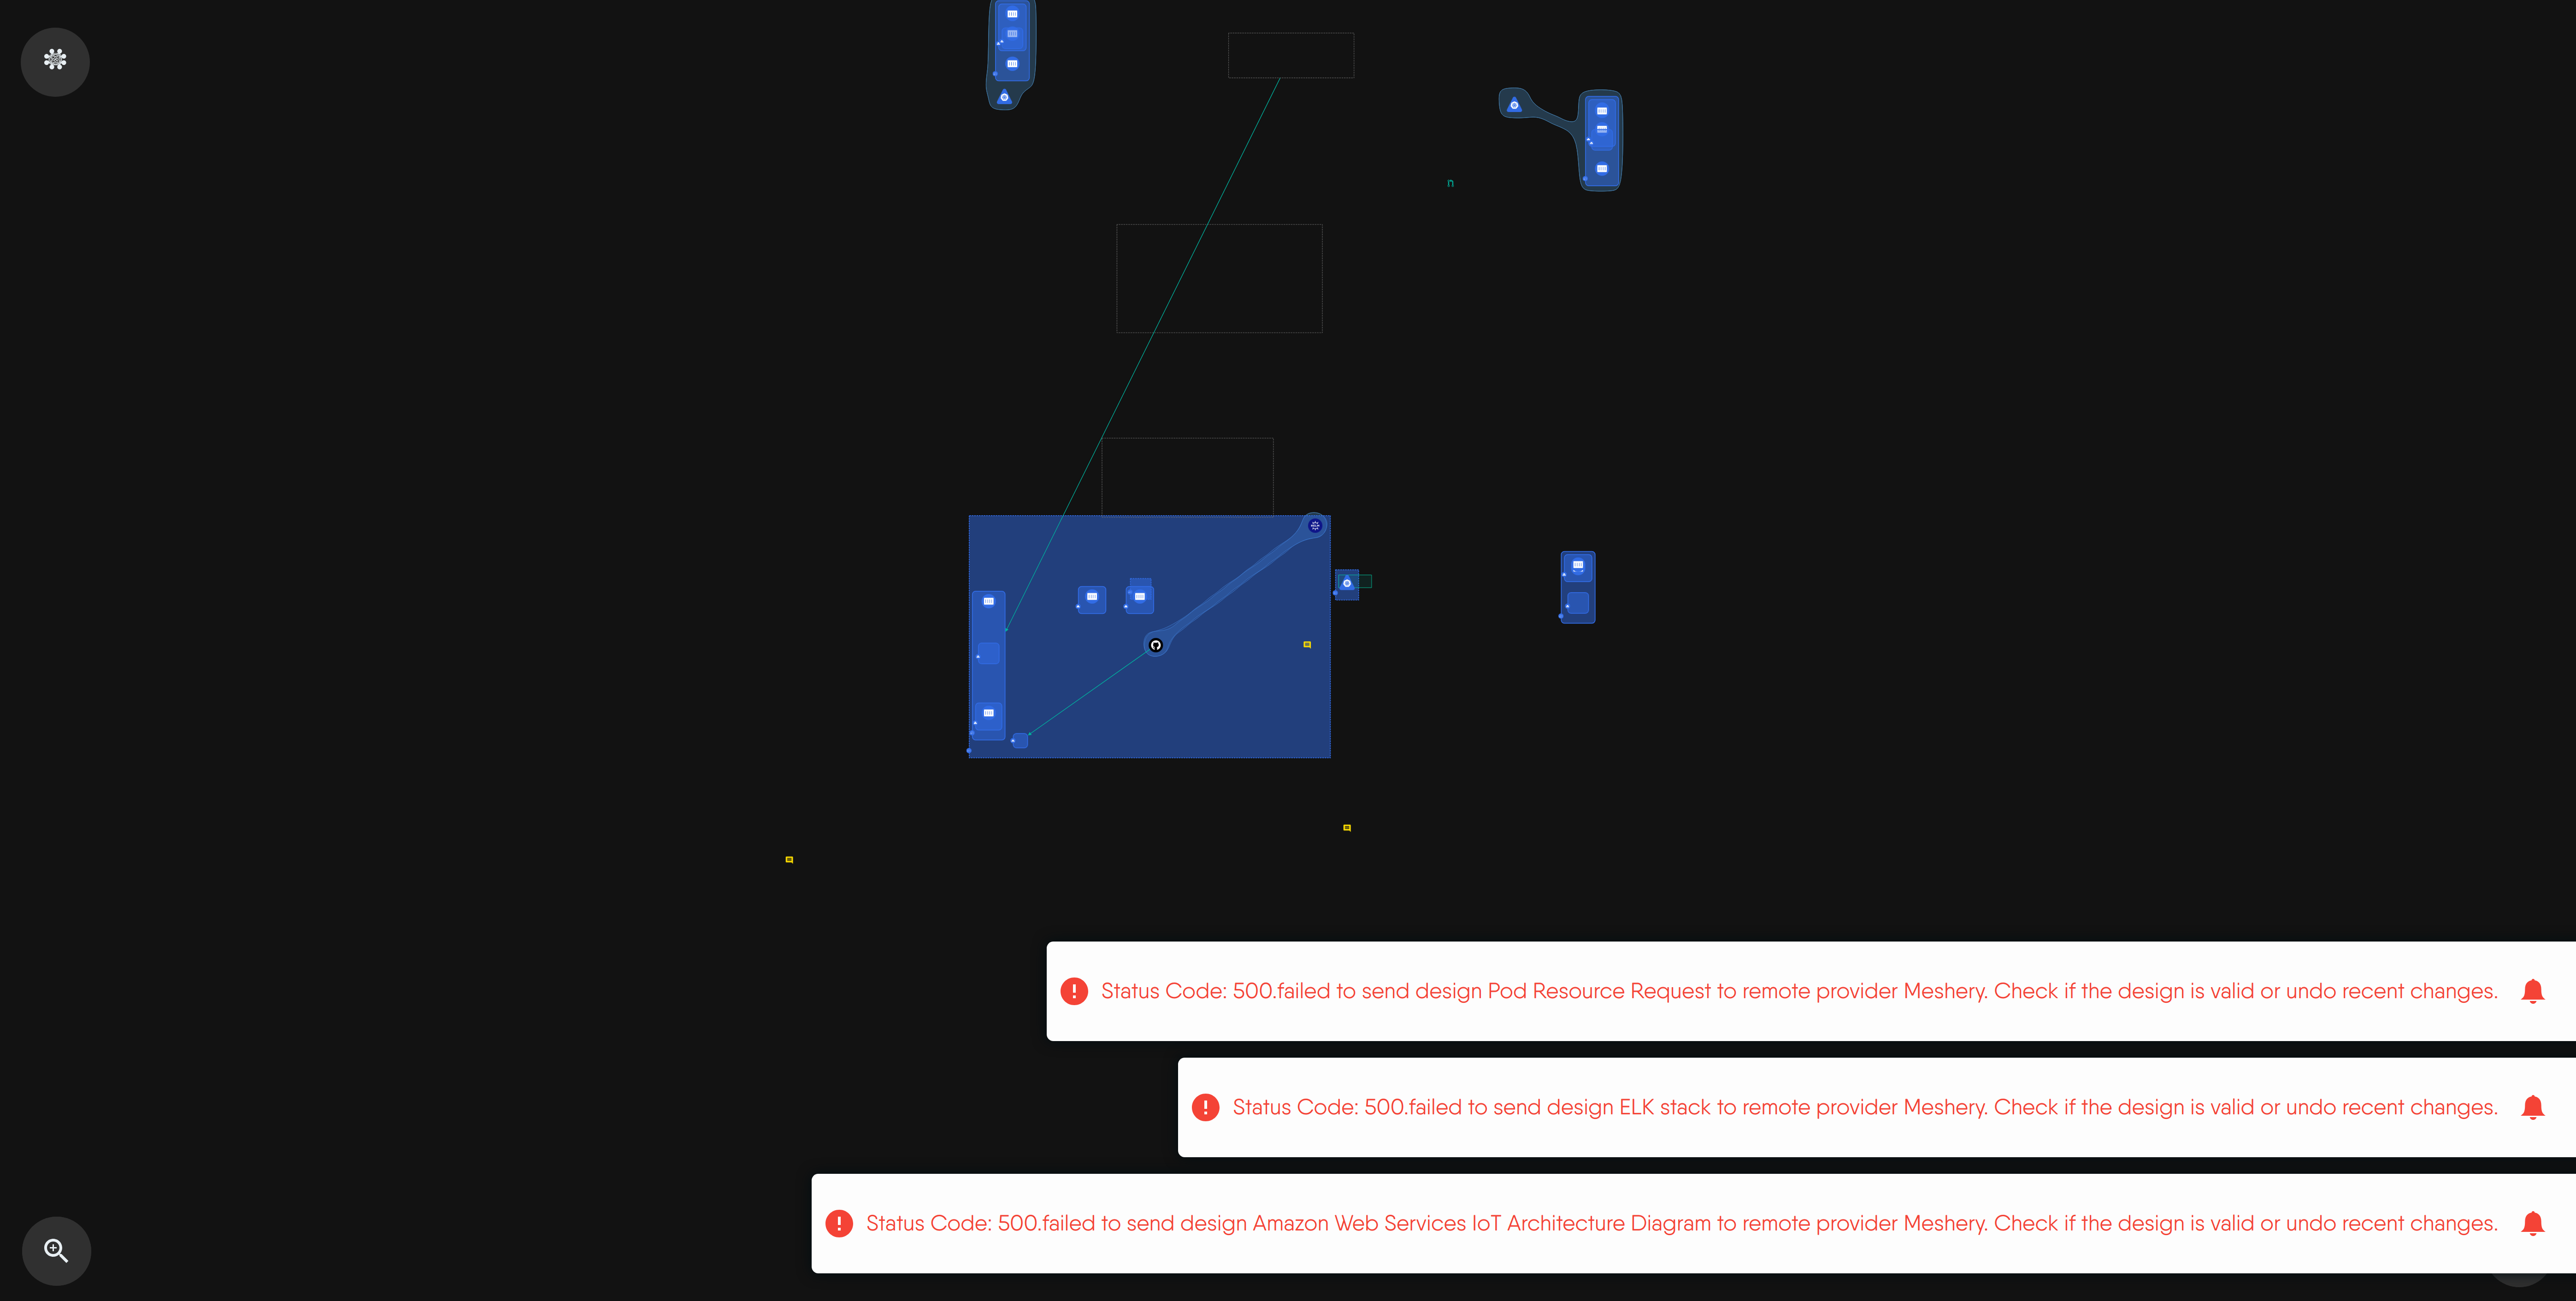 n
Status Code: 500.failed to send design Pod Resource Request to remote provider Meshery. Check if the design is valid or undo recent changes.
Status Code: 500.failed to send design ELK stack to remote provider Meshery. Check if the design is valid or undo recent changes.
Status Code: 500.failed to send design Amazon Web Services IoT Architecture Diagram to remote provider Meshery. Check if the design is valid or undo recent changes.